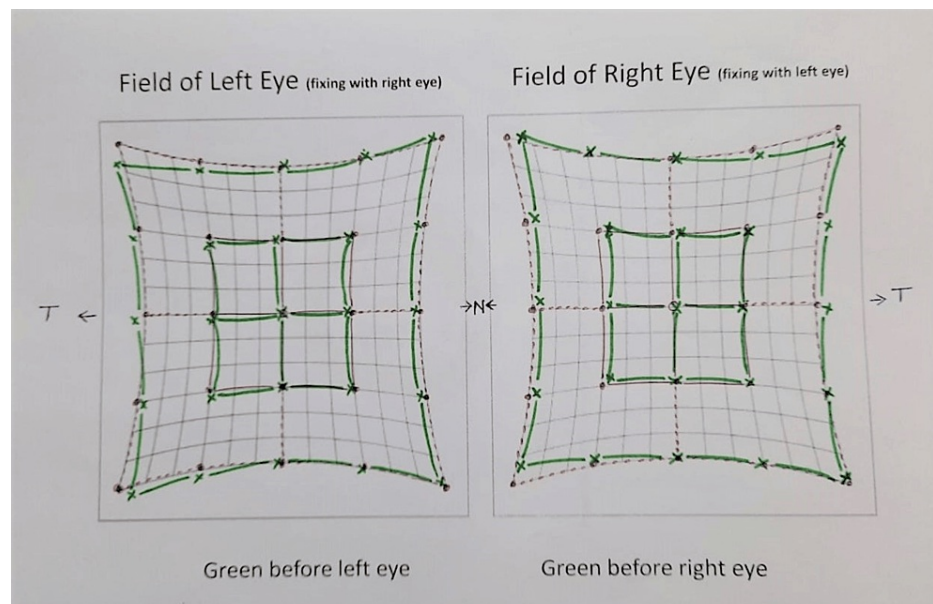 Field of Left Eye (fixing with right eye)
Field of Right Eye (fixing with left eye)
T ← →N← → T
Green before left eye
Green before right eye